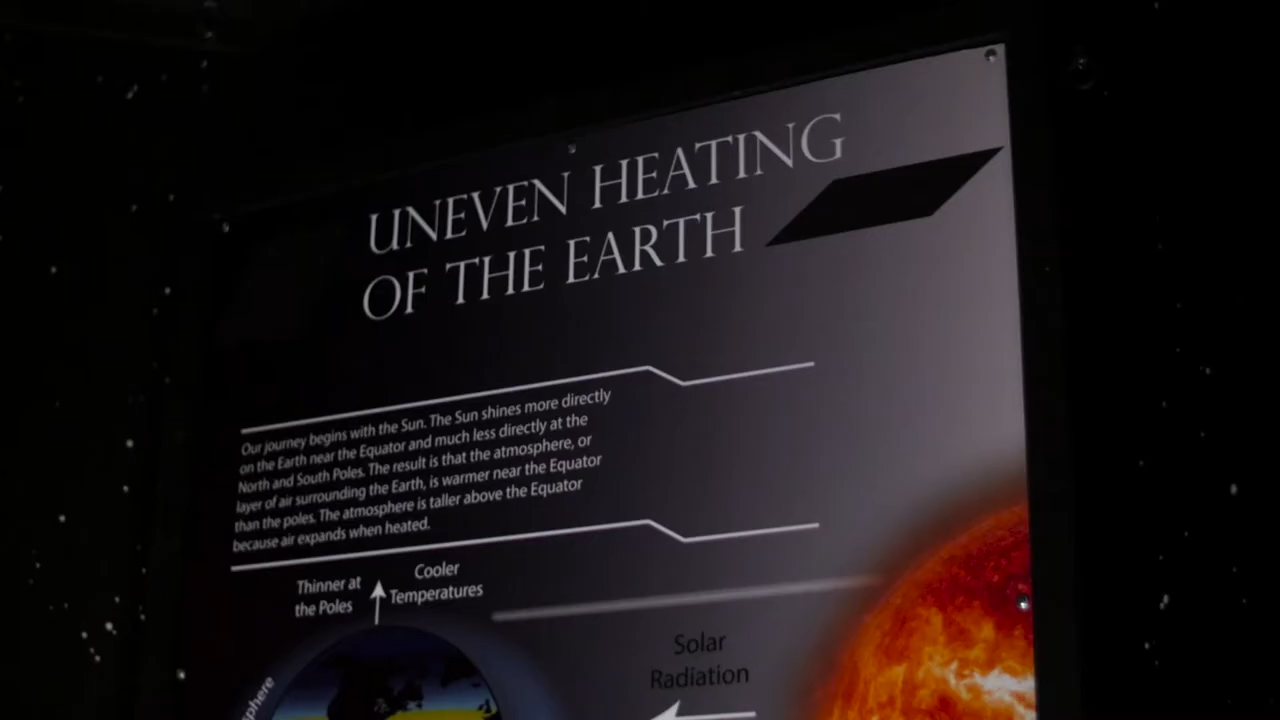 UNEVEN HEATING
OF THE EARTH
Our journey begins with the Sun. The Sun shines more directly
on the Earth near the Equator and much less directly at the
North and South Poles. The result is that the atmosphere, or
layer of air surrounding the Earth, is warmer near the Equator
than the poles. The atmosphere is taller above the Equator
because air expands when heated.
Thinner at
the Poles
Cooler
Temperatures
Solar
Radiation